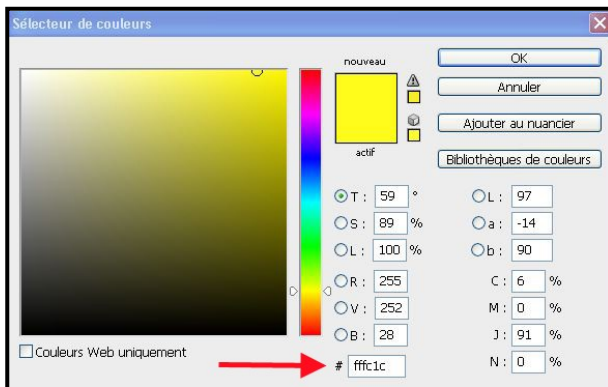 Sélecteur de couleurs
nouveau
actif
OK
Annuler
Ajouter au nuancier
Bibliothèques de couleurs
T : 59 °
S : 89 %
L : 100 %
R : 255
V : 252
B : 28
# fffc1c
L : 97
a : -14
b : 90
C : 6 %
M : 0 %
J : 91 %
N : 0 %
Couleurs Web uniquement